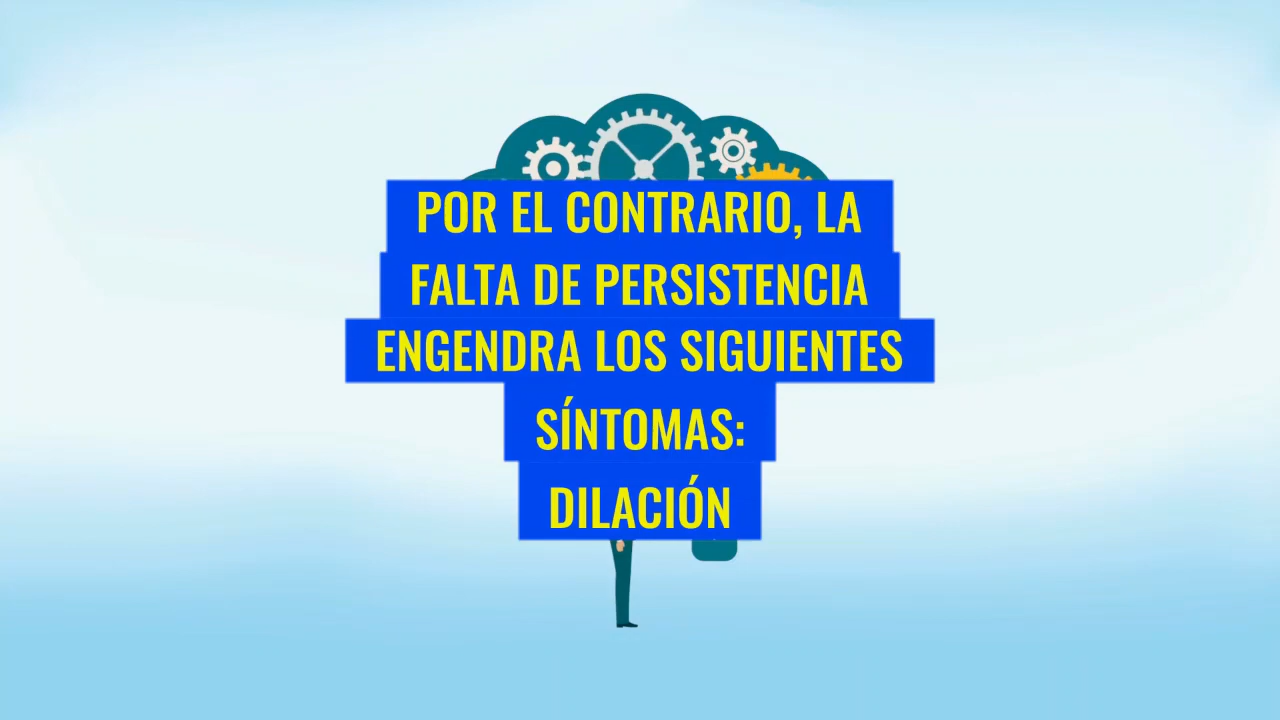 POR EL CONTRARIO, LA
FALTA DE PERSISTENCIA
ENGENDRA LOS SIGUIENTES
SÍNTOMAS:
DILACIÓN